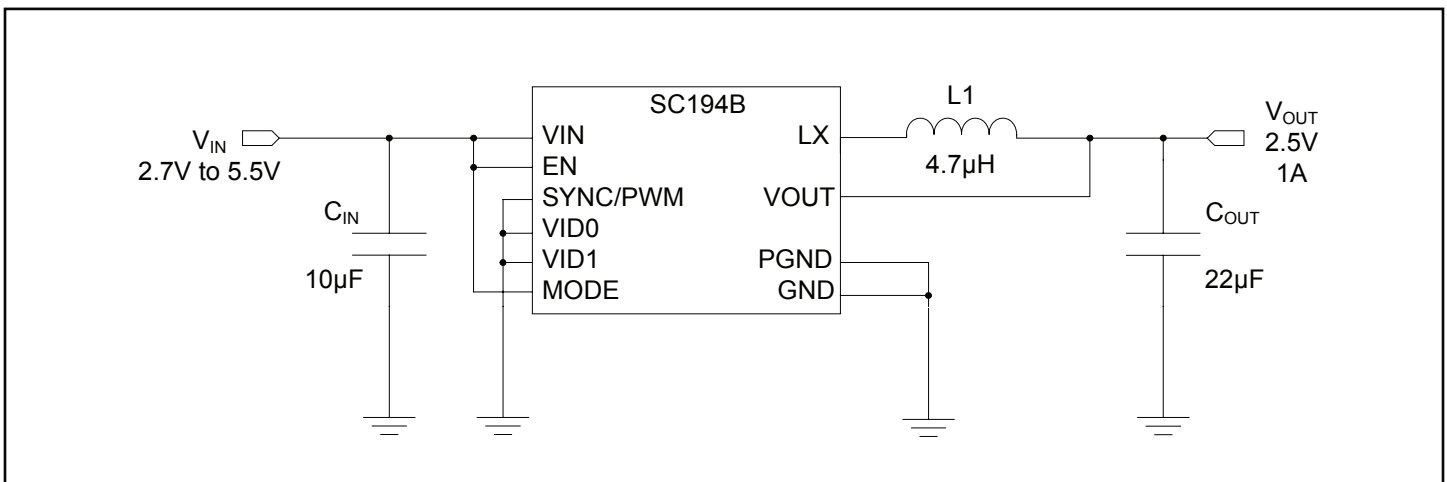 SC194B
V_IN
2.7V to 5.5V
C_IN
10µF
VIN
EN
SYNC/PWM
VID0
VID1
MODE
LX
VOUT
PGND
GND
L1
4.7µH
V_OUT
2.5V
1A
C_OUT
22µF